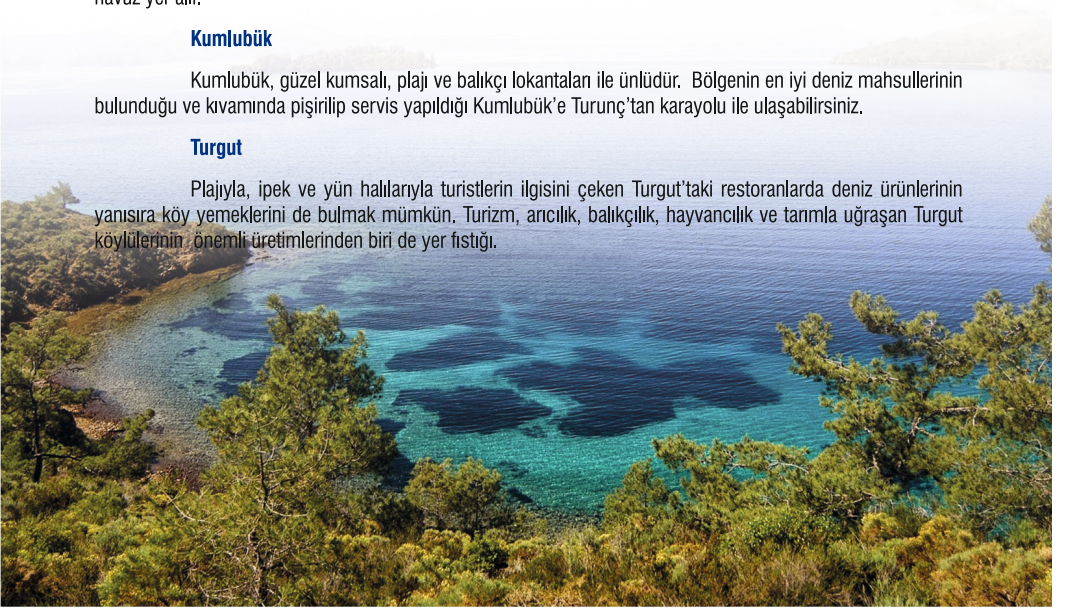 havuz yer alır.
Kumlubük
Kumlubük, güzel kumsalı, plajı ve balıkçı lokantaları ile ünlüdür.  Bölgenin en iyi deniz mahsullerinin
bulunduğu ve kıvamında pişirilip servis yapıldığı Kumlubük’e Turunç’tan karayolu ile ulaşabilirsiniz.
Turgut
Plajıyla, ipek ve yün halılarıyla turistlerin ilgisini çeken Turgut’taki restoranlarda deniz ürünlerinin
yanısıra köy yemeklerini de bulmak mümkün. Turizm, arıcılık, balıkçılık, hayvancılık ve tarımla uğraşan Turgut
köylülerinin  önemli üretimlerinden biri de yer fıstığı.